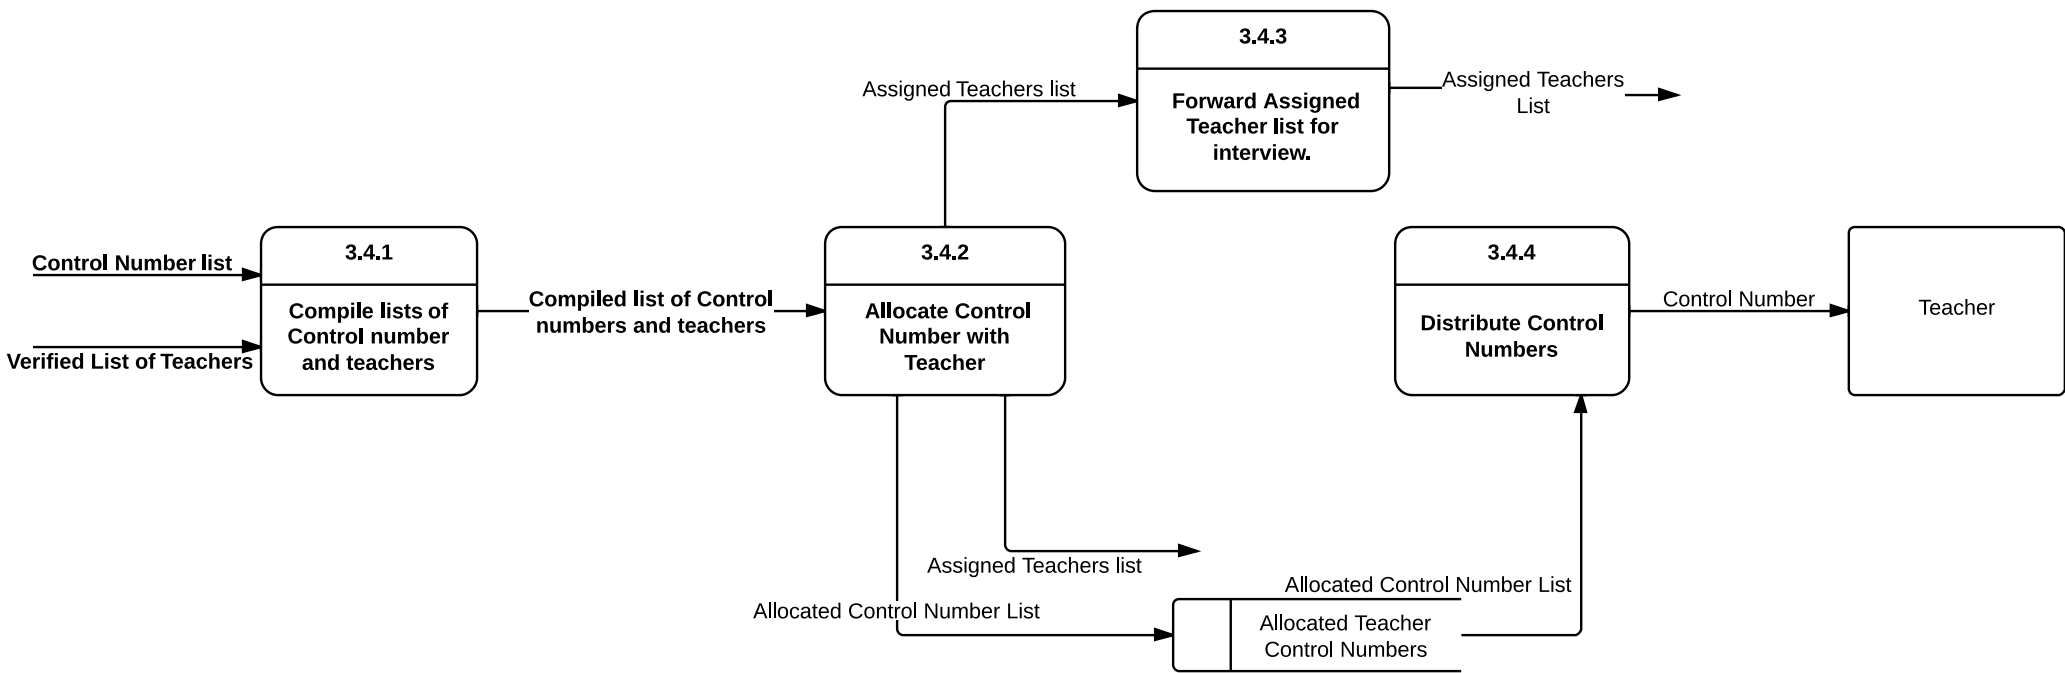 3.4.3
Forward Assigned
Teacher list for
interview.
Assigned Teachers list
Assigned Teachers
List
Control Number list
Verified List of Teachers
3.4.1
Compile lists of
Control number
and teachers
Compiled list of Control
numbers and teachers
3.4.2
Allocate Control
Number with
Teacher
3.4.4
Distribute Control
Numbers
Control Number
Teacher
Assigned Teachers list
Allocated Control Number List
Allocated Control Number List
Allocated Teacher
Control Numbers